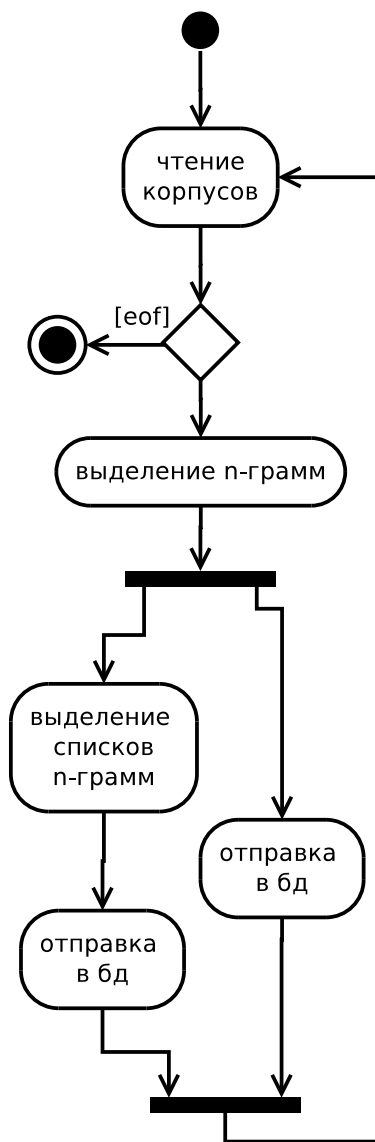 чтение
корпусов
[eof]
выделение n-грамм
выделение
списков
n-грамм
отправка
в бд
отправка
в бд